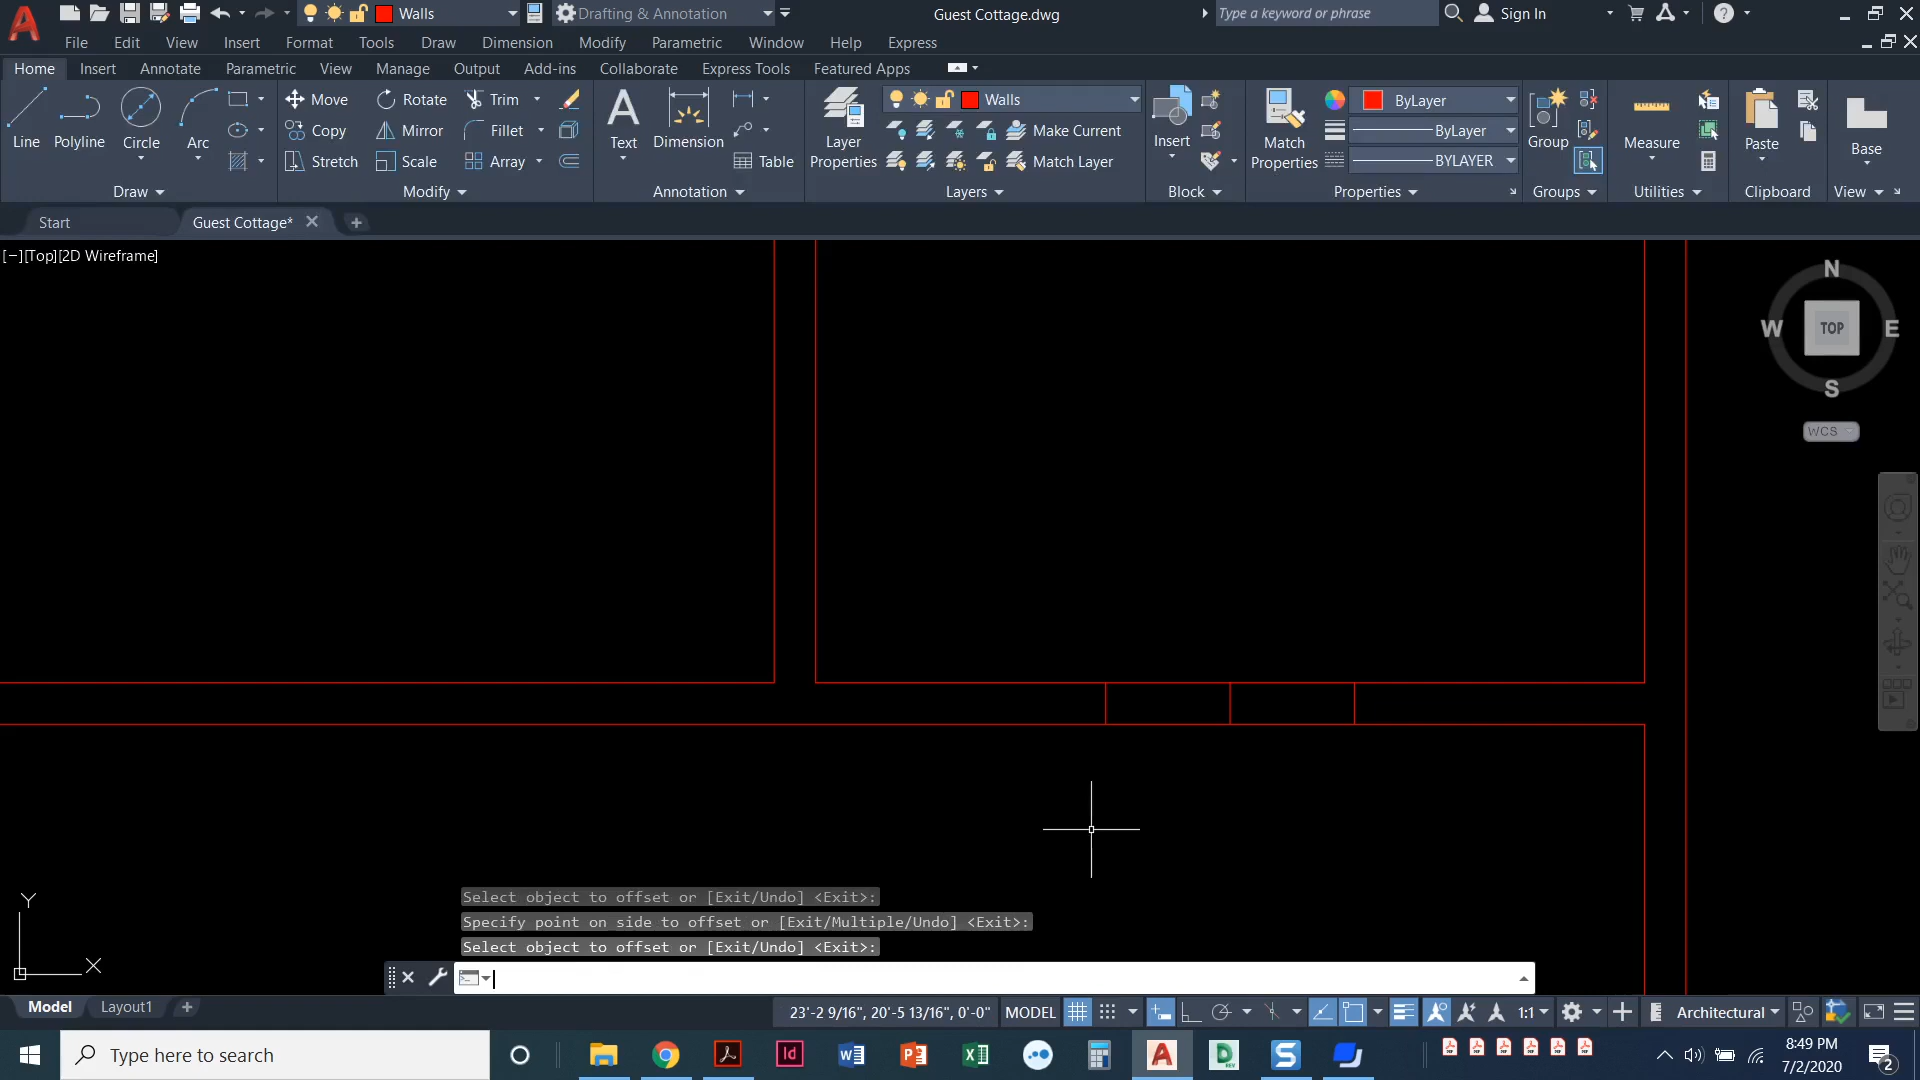 Walls
Drafting & Annotation
Guest Cottage.dwg
Type a keyword or phrase
Sign In
File Edit View Insert Format Tools Draw Dimension Modify Parametric Window Help Express
Home Insert Annotate Parametric View Manage Output Add-ins Collaborate Express Tools Featured Apps
Line Polyline Circle Arc
Move Rotate Trim
Copy Mirror Fillet
Stretch Scale Array
Text Dimension Table
Layer Properties
Walls
Make Current
Match Layer
Insert
Match Properties
ByLayer
ByLayer
BYLAYER
Group
Measure
Paste
Base
Draw Modify Annotation Layers Block Properties Groups Utilities Clipboard View
Start Guest Cottage*
[−][Top][2D Wireframe]
N
W TOP E
S
WCS
Y
X
Select object to offset or [Exit/Undo] <Exit>:
Specify point on side to offset or [Exit/Multiple/Undo] <Exit>:
Select object to offset or [Exit/Undo] <Exit>:
Model Layout1
23'-2 9/16", 20'-5 13/16", 0'-0" MODEL 1:1 Architectural
Type here to search
8:49 PM
7/2/2020
2